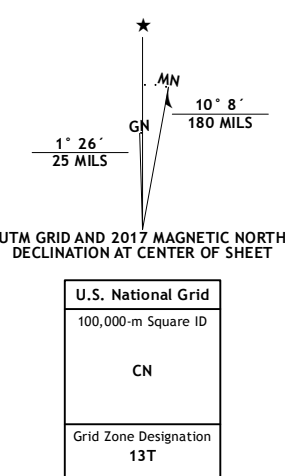 ★
MN
10° 8´
180 MILS
GN
1° 26´
25 MILS
UTM GRID AND 2017 MAGNETIC NORTH
DECLINATION AT CENTER OF SHEET
U.S. National Grid
100,000-m Square ID
CN
Grid Zone Designation
13T